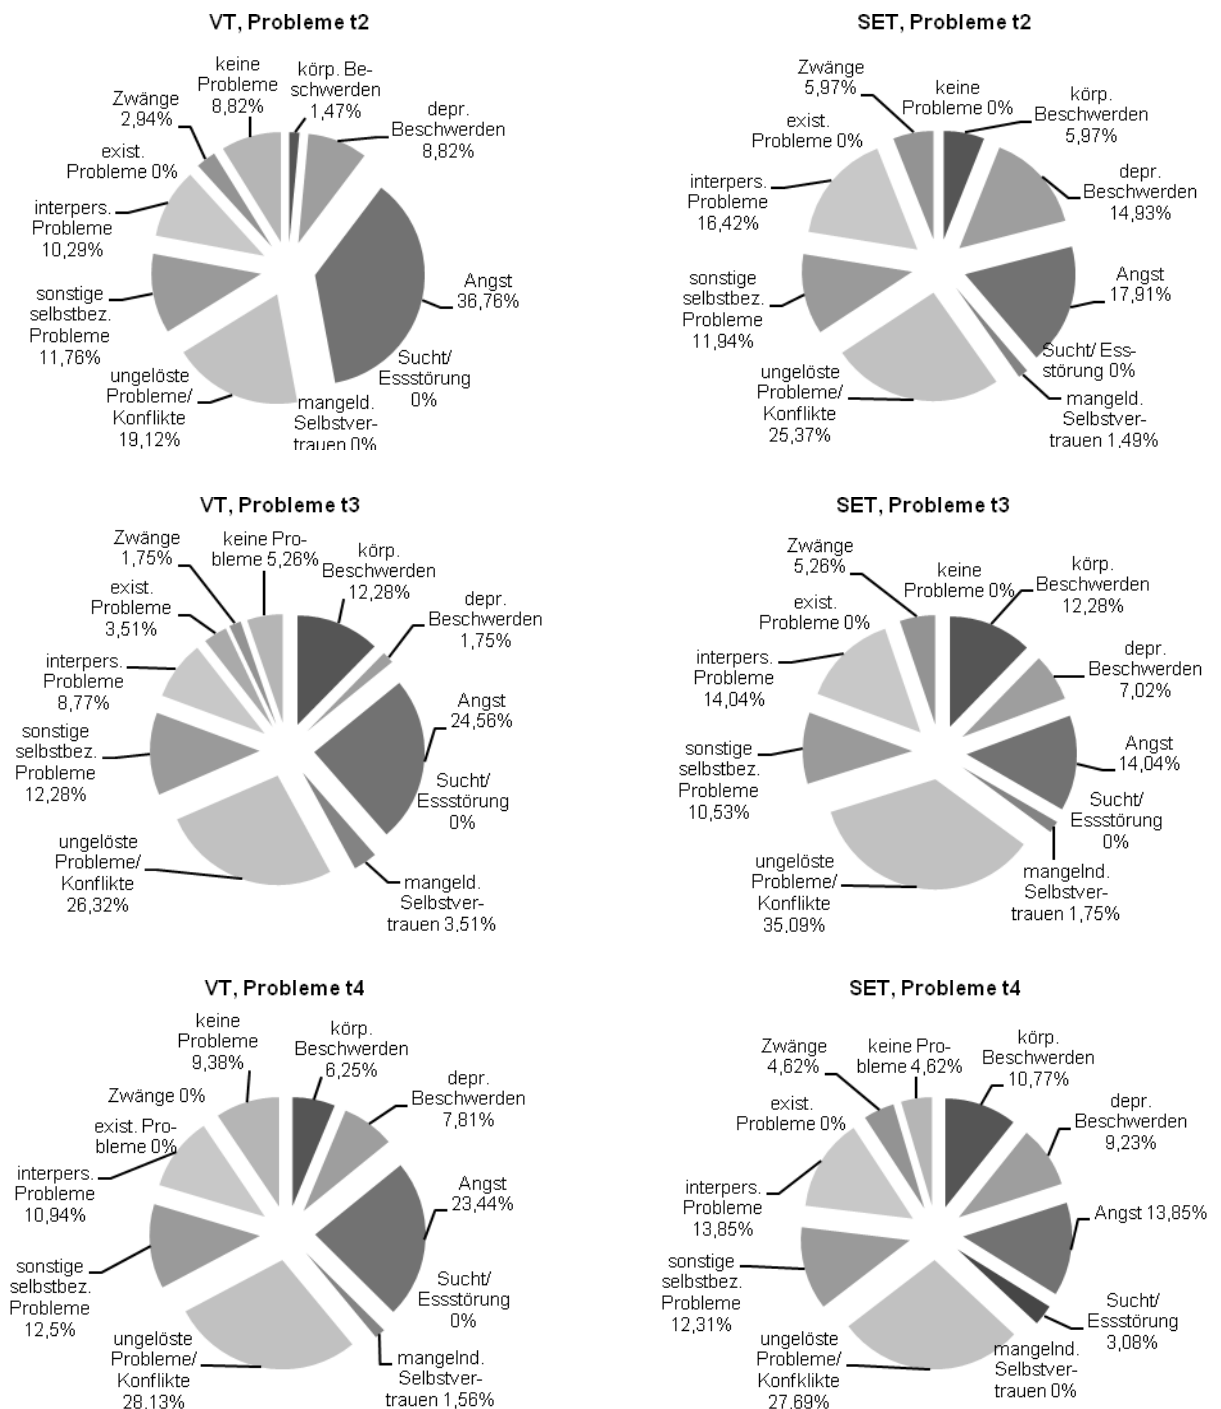 VT, Probleme t2
keine
Probleme
8,82%
körp. Be-
schwerden
1,47%
depr.
Beschwerden
8,82%
Angst
36,76%
Sucht/
Essstörung
0%
mangeld.
Selbstver-
trauen 0%
ungelöste
Probleme/
Konflikte
19,12%
sonstige
selbstbez.
Probleme
11,76%
interpers.
Probleme
10,29%
exist.
Probleme 0%
Zwänge
2,94%
SET, Probleme t2
keine
Probleme 0%
körp.
Beschwerden
5,97%
depr.
Beschwerden
14,93%
Angst
17,91%
Sucht/ Ess-
störung 0%
mangeld.
Selbstver-
trauen 1,49%
ungelöste
Probleme/
Konflikte
25,37%
sonstige
selbstbez.
Probleme
11,94%
interpers.
Probleme
16,42%
exist.
Probleme 0%
Zwänge
5,97%
VT, Probleme t3
keine Pro-
bleme 5,26%
körp.
Beschwerden
12,28%
depr.
Beschwerden
1,75%
Angst
24,56%
Sucht/
Essstörung
0%
mangeld.
Selbstver-
trauen 3,51%
ungelöste
Probleme/
Konflikte
26,32%
sonstige
selbstbez.
Probleme
12,28%
interpers.
Probleme
8,77%
exist.
Probleme
3,51%
Zwänge
1,75%
SET, Probleme t3
keine
Probleme 0%
körp.
Beschwerden
12,28%
depr.
Beschwerden
7,02%
Angst
14,04%
Sucht/
Essstörung
0%
mangelnd.
Selbstver-
trauen 1,75%
ungelöste
Probleme/
Konflikte
35,09%
sonstige
selbstbez.
Probleme
10,53%
interpers.
Probleme
14,04%
exist.
Probleme 0%
Zwänge
5,26%
VT, Probleme t4
keine
Probleme
9,38%
körp.
Beschwerden
6,25%
depr.
Beschwerden
7,81%
Angst
23,44%
Sucht/
Essstörung
0%
mangelnd.
Selbstver-
trauen 1,56%
ungelöste
Probleme/
Konflikte
28,13%
sonstige
selbstbez.
Probleme
12,5%
interpers.
Probleme
10,94%
exist. Pro-
bleme 0%
Zwänge 0%
SET, Probleme t4
keine Pro-
bleme 4,62%
körp.
Beschwerden
10,77%
depr.
Beschwerden
9,23%
Angst 13,85%
Sucht/
Essstörung
3,08%
mangelnd.
Selbstver-
trauen 0%
ungelöste
Probleme/
Konfklikte
27,69%
sonstige
selbstbez.
Probleme
12,31%
interpers.
Probleme
13,85%
exist.
Probleme 0%
Zwänge
4,62%